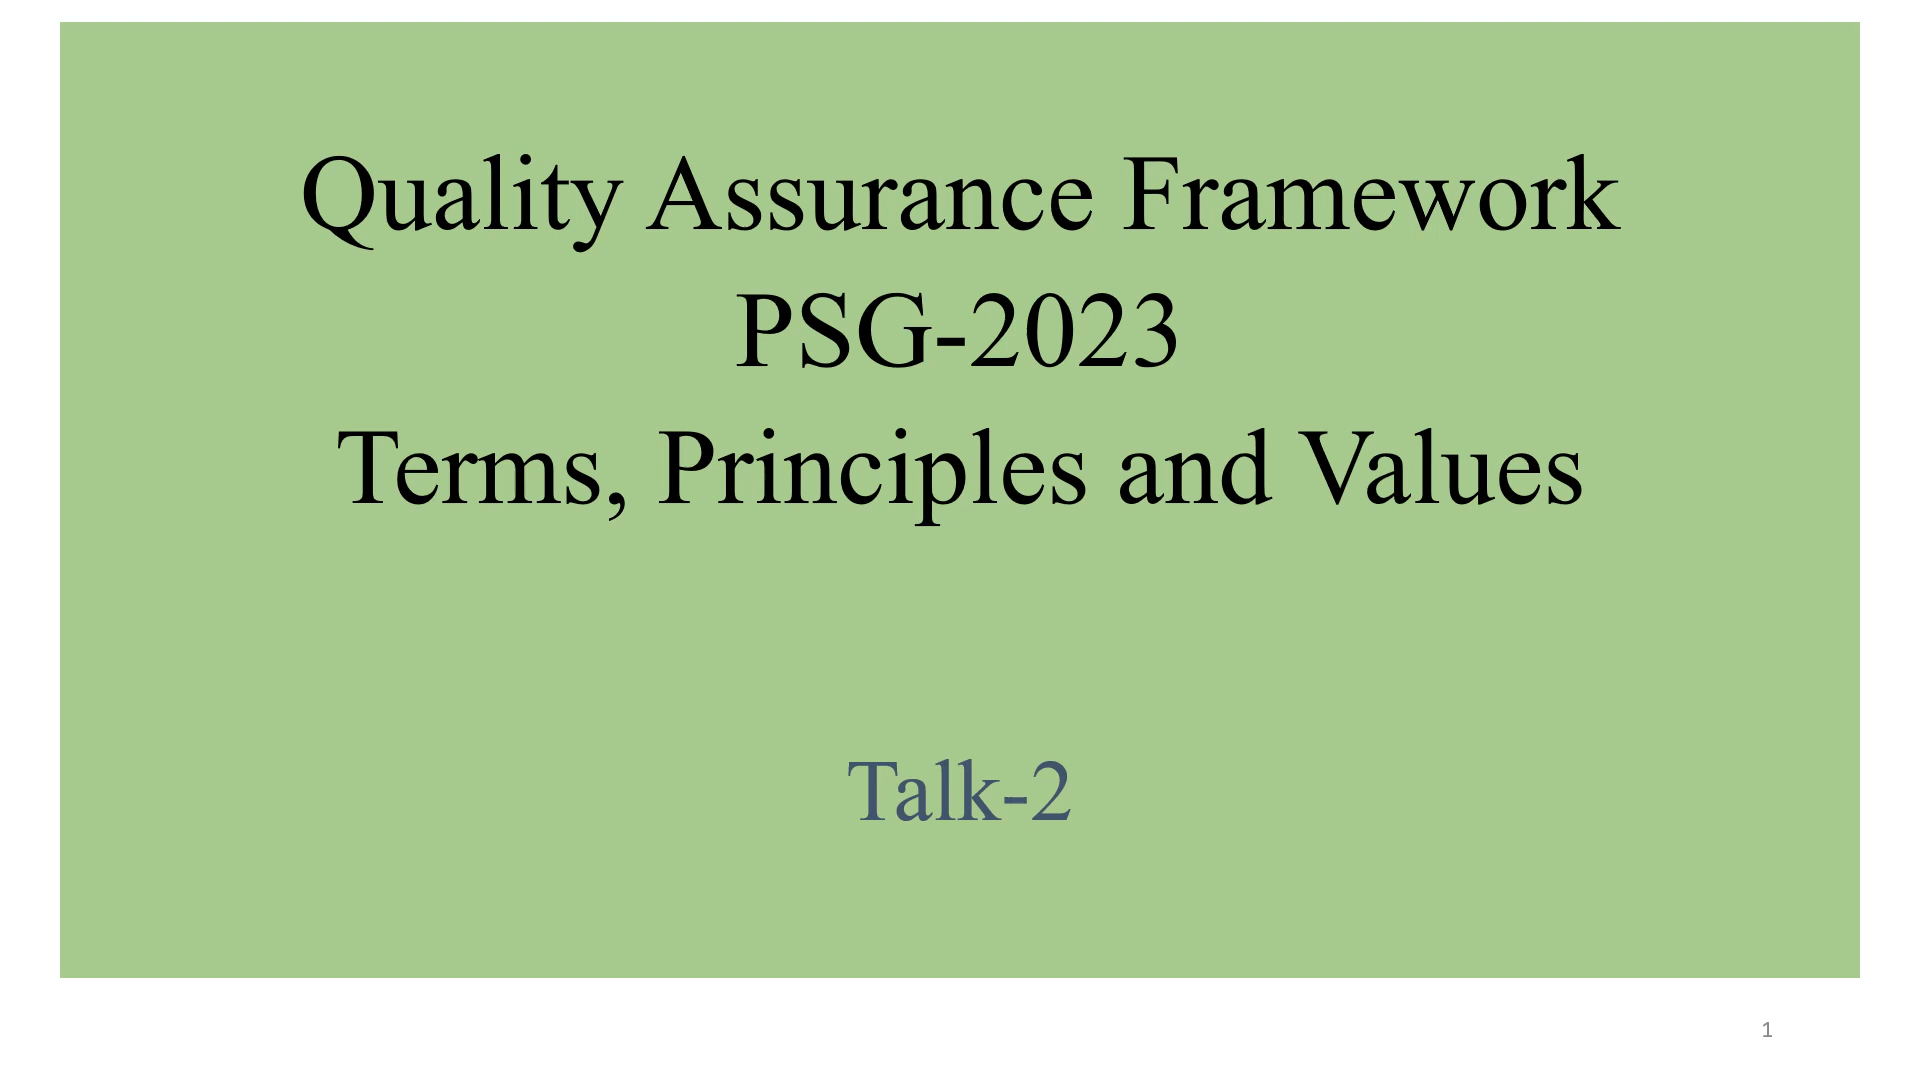 Quality Assurance Framework
PSG-2023
Terms, Principles and Values
Talk-2
1